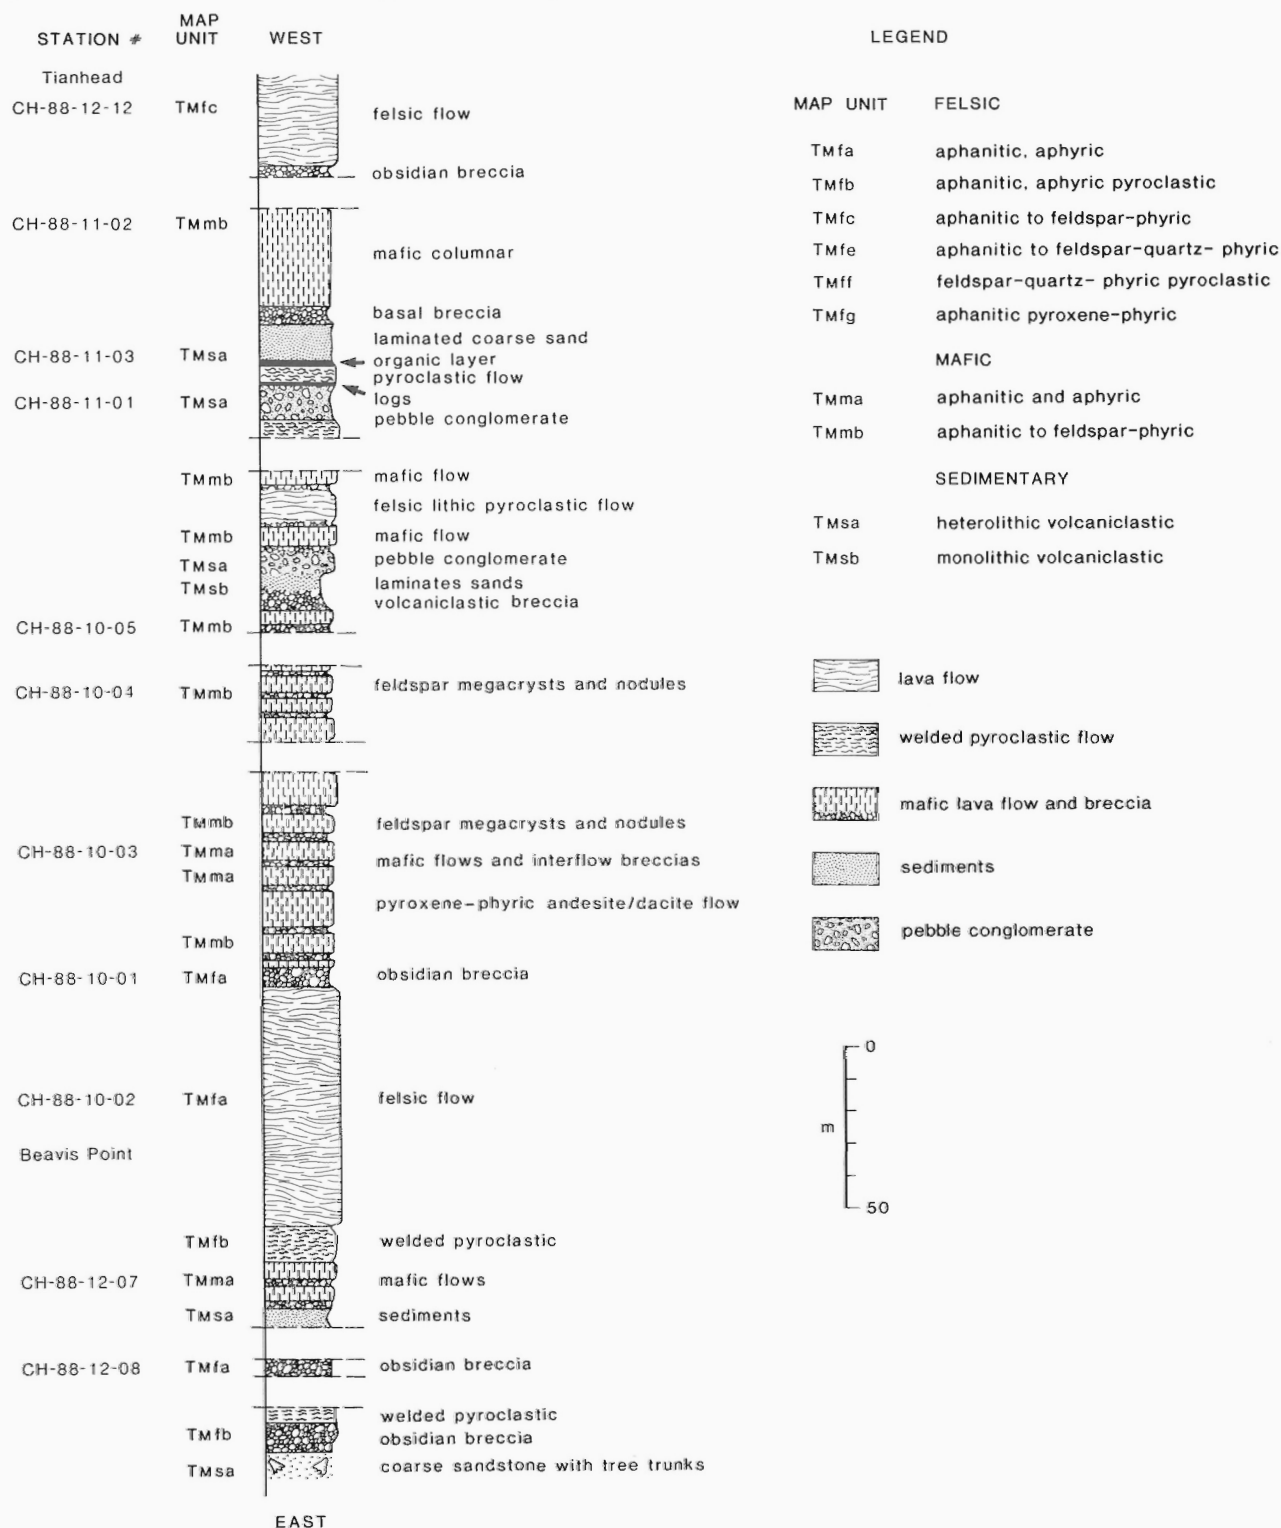 STATION #
MAP
UNIT
WEST
Tianhead
CH-88-12-12 TMfc felsic flow
obsidian breccia
CH-88-11-02 TMmb
mafic columnar
basal breccia
laminated coarse sand
CH-88-11-03 TMsa organic layer
pyroclastic flow
CH-88-11-01 TMsa logs
pebble conglomerate
TMmb mafic flow
felsic lithic pyroclastic flow
TMmb mafic flow
TMsa pebble conglomerate
TMsb laminates sands
volcaniclastic breccia
CH-88-10-05 TMmb
CH-88-10-04 TMmb feldspar megacrysts and nodules
TMmb feldspar megacrysts and nodules
CH-88-10-03 TMma mafic flows and interflow breccias
TMma
pyroxene-phyric andesite/dacite flow
TMmb
CH-88-10-01 TMfa obsidian breccia
CH-88-10-02 TMfa felsic flow
Beavis Point
TMfb welded pyroclastic
CH-88-12-07 TMma mafic flows
TMsa sediments
CH-88-12-08 TMfa obsidian breccia
welded pyroclastic
TMfb obsidian breccia
TMsa coarse sandstone with tree trunks
EAST
LEGEND
MAP UNIT FELSIC
TMfa aphanitic, aphyric
TMfb aphanitic, aphyric pyroclastic
TMfc aphanitic to feldspar-phyric
TMfe aphanitic to feldspar-quartz- phyric
TMff feldspar-quartz- phyric pyroclastic
TMfg aphanitic pyroxene-phyric
MAFIC
TMma aphanitic and aphyric
TMmb aphanitic to feldspar-phyric
SEDIMENTARY
TMsa heterolithic volcaniclastic
TMsb monolithic volcaniclastic
lava flow
welded pyroclastic flow
mafic lava flow and breccia
sediments
pebble conglomerate
0
m
50